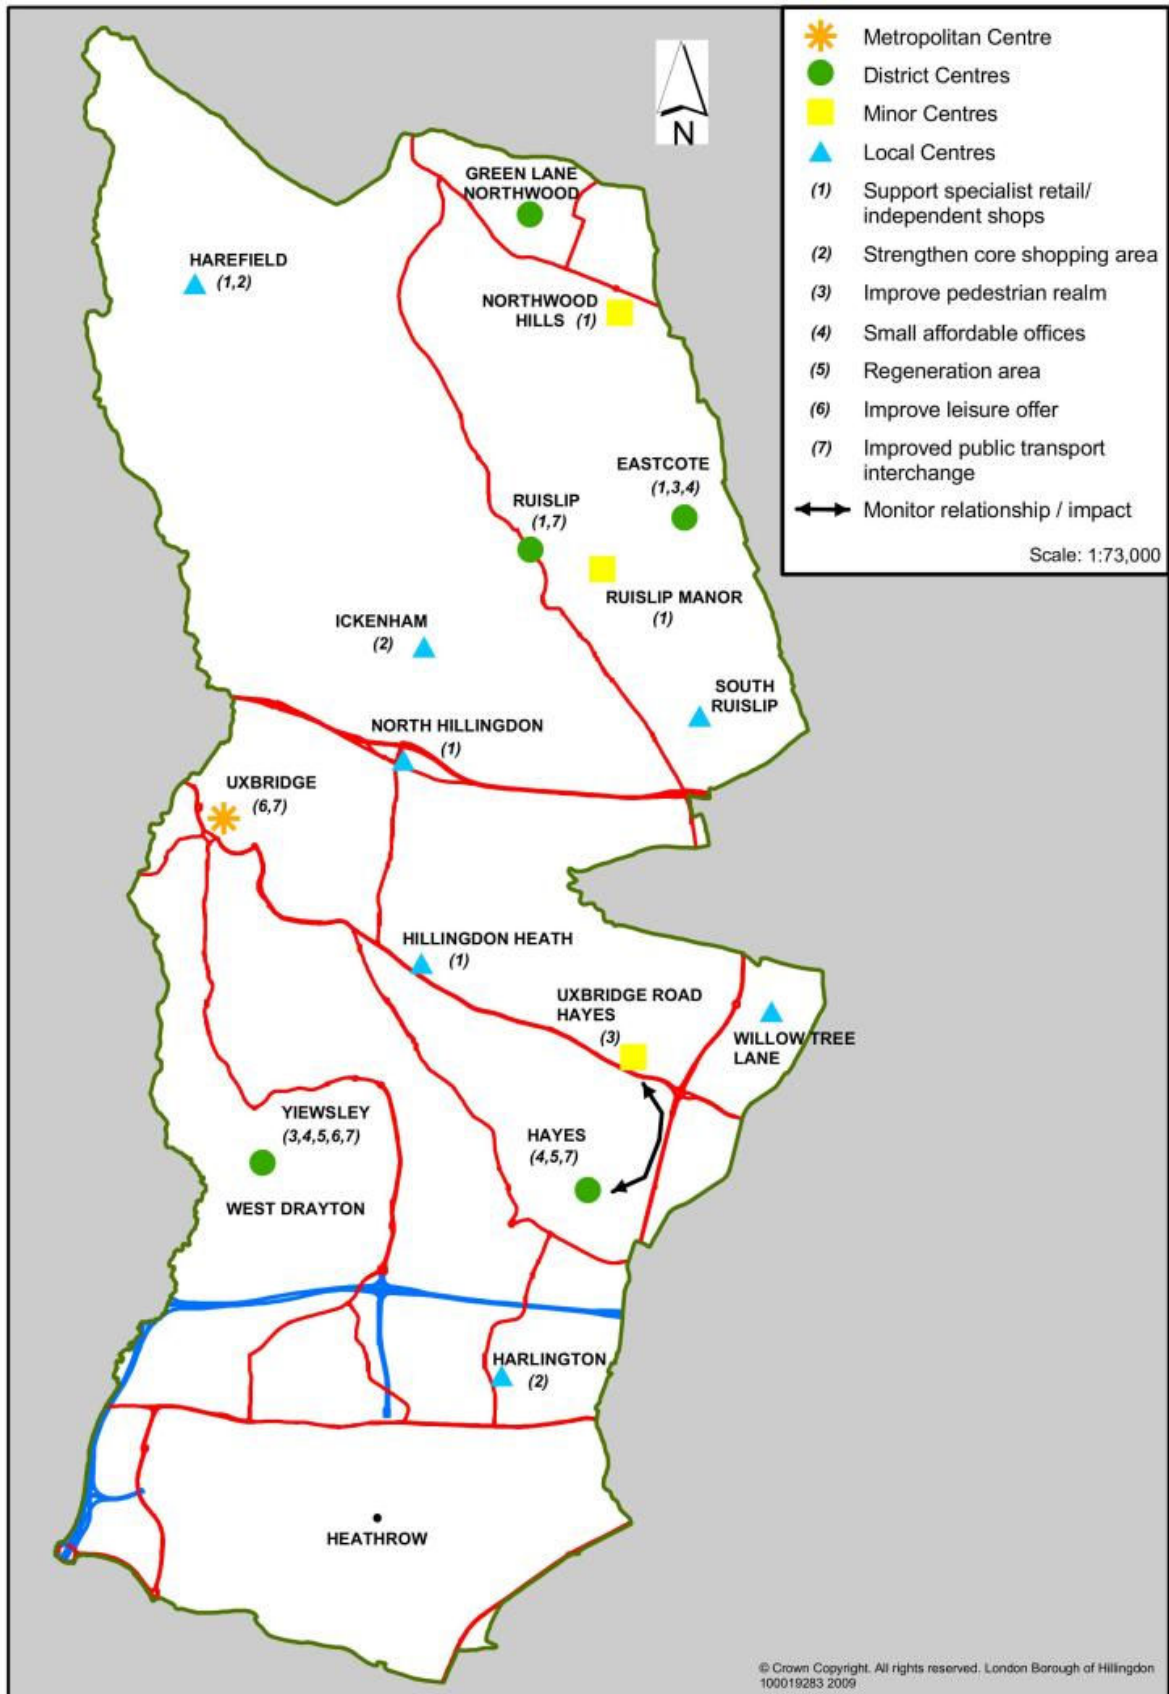 Metropolitan Centre
District Centres
Minor Centres
Local Centres
(1) Support specialist retail/
independent shops
(2) Strengthen core shopping area
(3) Improve pedestrian realm
(4) Small affordable offices
(5) Regeneration area
(6) Improve leisure offer
(7) Improved public transport
interchange
Monitor relationship / impact
Scale: 1:73,000
N
GREEN LANE
NORTHWOOD
HAREFIELD
(1,2)
NORTHWOOD
HILLS (1)
EASTCOTE
(1,3,4)
RUISLIP
(1,7)
RUISLIP MANOR
(1)
ICKENHAM
(2)
SOUTH
RUISLIP
NORTH HILLINGDON
(1)
UXBRIDGE
(6,7)
HILLINGDON HEATH
(1)
UXBRIDGE ROAD
HAYES
(3)
WILLOW TREE
LANE
YIEWSLEY
(3,4,5,6,7)
HAYES
(4,5,7)
WEST DRAYTON
HARLINGTON
(2)
HEATHROW
© Crown Copyright. All rights reserved. London Borough of Hillingdon
100019283 2009